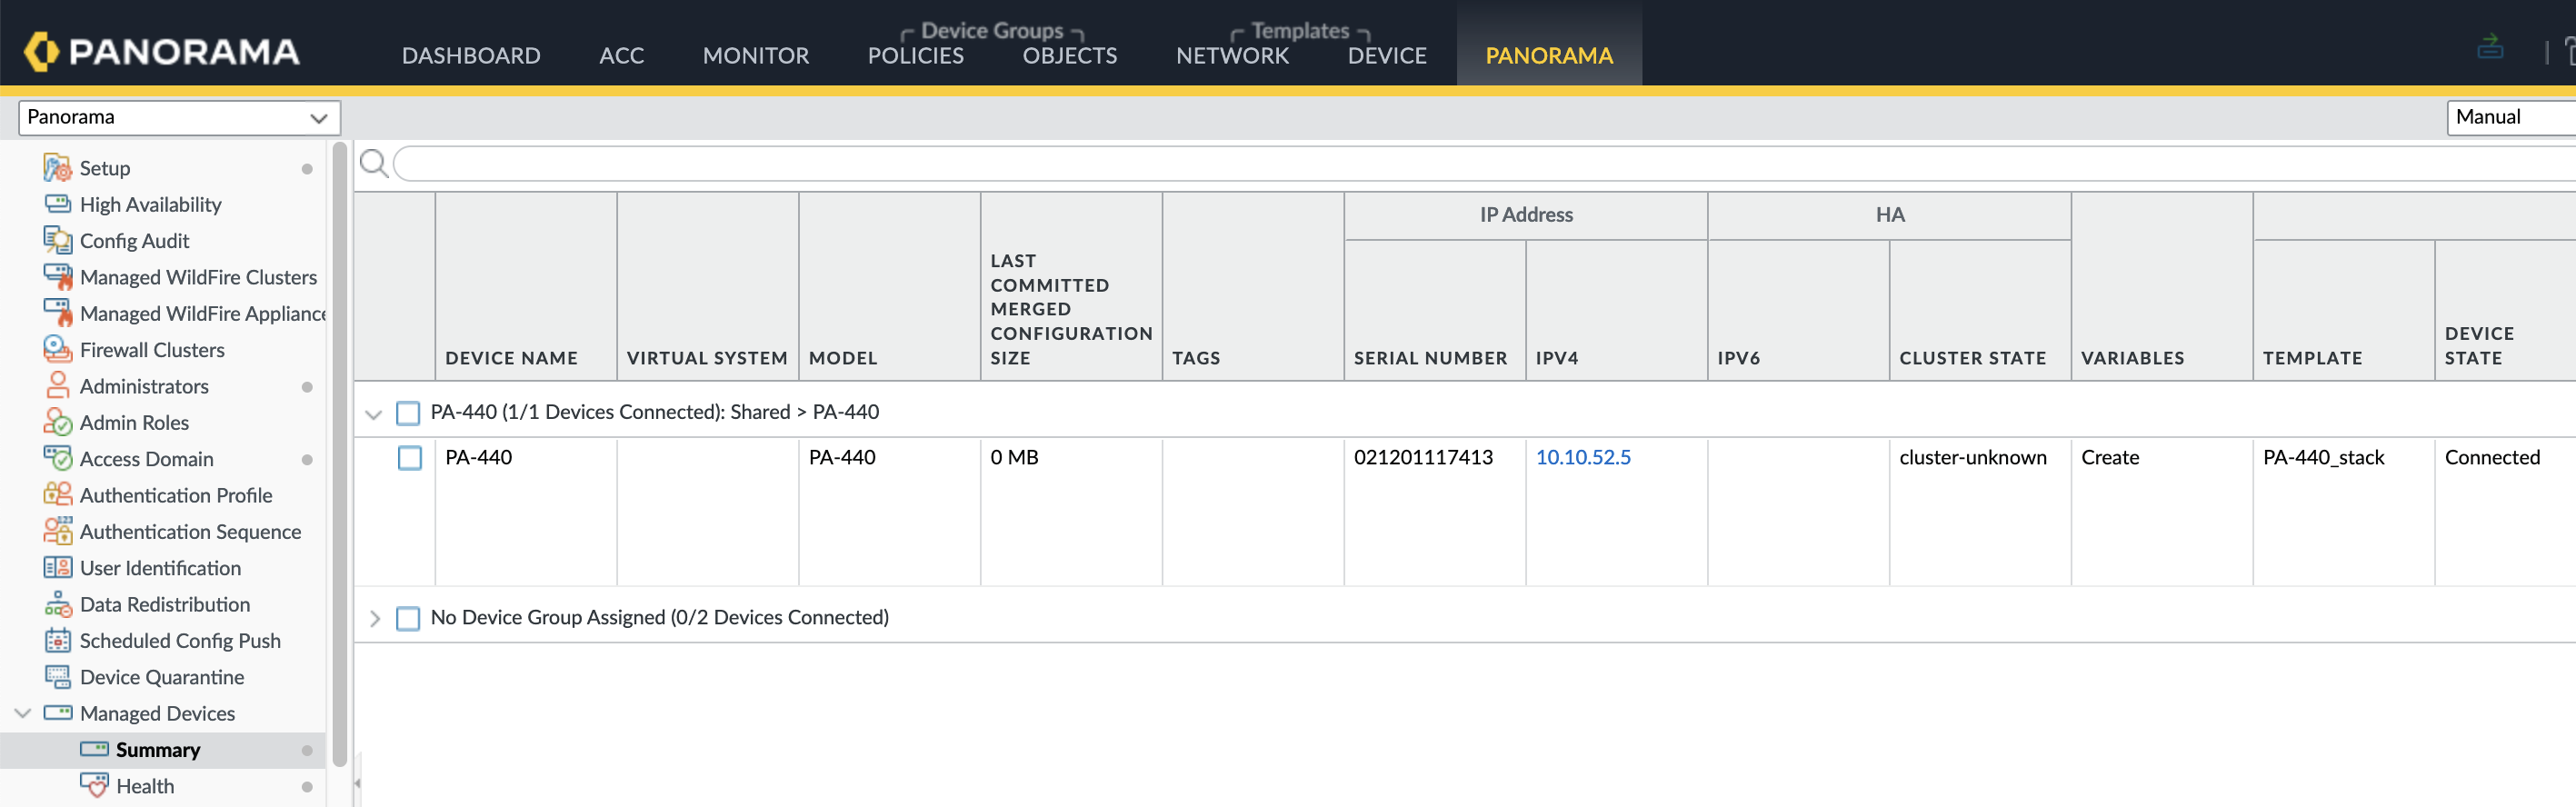 PANORAMA
DASHBOARD
ACC
MONITOR
Device Groups
POLICIES
OBJECTS
Templates
NETWORK
DEVICE
PANORAMA
Panorama
Manual
Setup
High Availability
Config Audit
Managed WildFire Clusters
Managed WildFire Appliance
Firewall Clusters
Administrators
Admin Roles
Access Domain
Authentication Profile
Authentication Sequence
User Identification
Data Redistribution
Scheduled Config Push
Device Quarantine
Managed Devices
Summary
Health
IP Address
HA
DEVICE NAME
VIRTUAL SYSTEM
MODEL
LAST
COMMITTED
MERGED
CONFIGURATION
SIZE
TAGS
SERIAL NUMBER
IPV4
IPV6
CLUSTER STATE
VARIABLES
TEMPLATE
DEVICE
STATE
PA-440 (1/1 Devices Connected): Shared > PA-440
PA-440
PA-440
0 MB
021201117413
10.10.52.5
cluster-unknown
Create
PA-440_stack
Connected
No Device Group Assigned (0/2 Devices Connected)